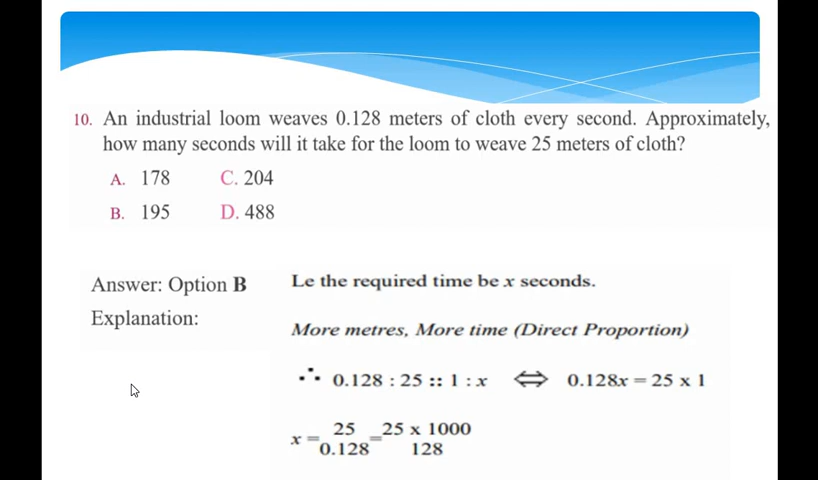 10. An industrial loom weaves 0.128 meters of cloth every second. Approximately,
how many seconds will it take for the loom to weave 25 meters of cloth?
A. 178 C. 204
B. 195 D. 488
Answer: Option B
Explanation:
Le the required time be x seconds.
More metres, More time (Direct Proportion)
∴ 0.128 : 25 :: 1 : x ⇔ 0.128x = 25 x 1
x = 25/0.128 = 25 x 1000/128